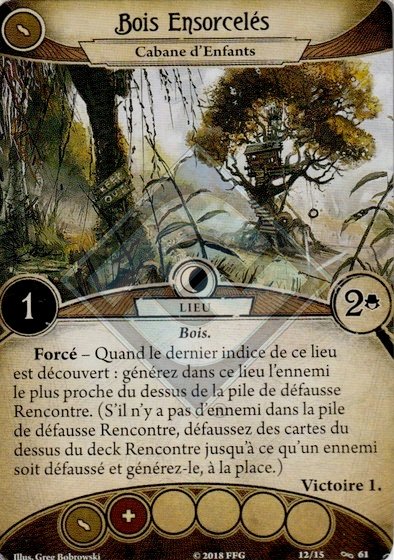 Bois Ensorcelés
Cabane d'Enfants
1
2
LIEU
Bois.
Forcé – Quand le dernier indice de ce lieu
est découvert : générez dans ce lieu l'ennemi
le plus proche du dessus de la pile de défausse
Rencontre. (S'il n'y a pas d'ennemi dans la pile
de défausse Rencontre, défaussez des cartes du
dessus du deck Rencontre jusqu'à ce qu'un ennemi
soit défaussé et générez-le, à la place.)
Victoire 1.
Illus. Greg Bobrowski
© 2018 FFG
12/15
61